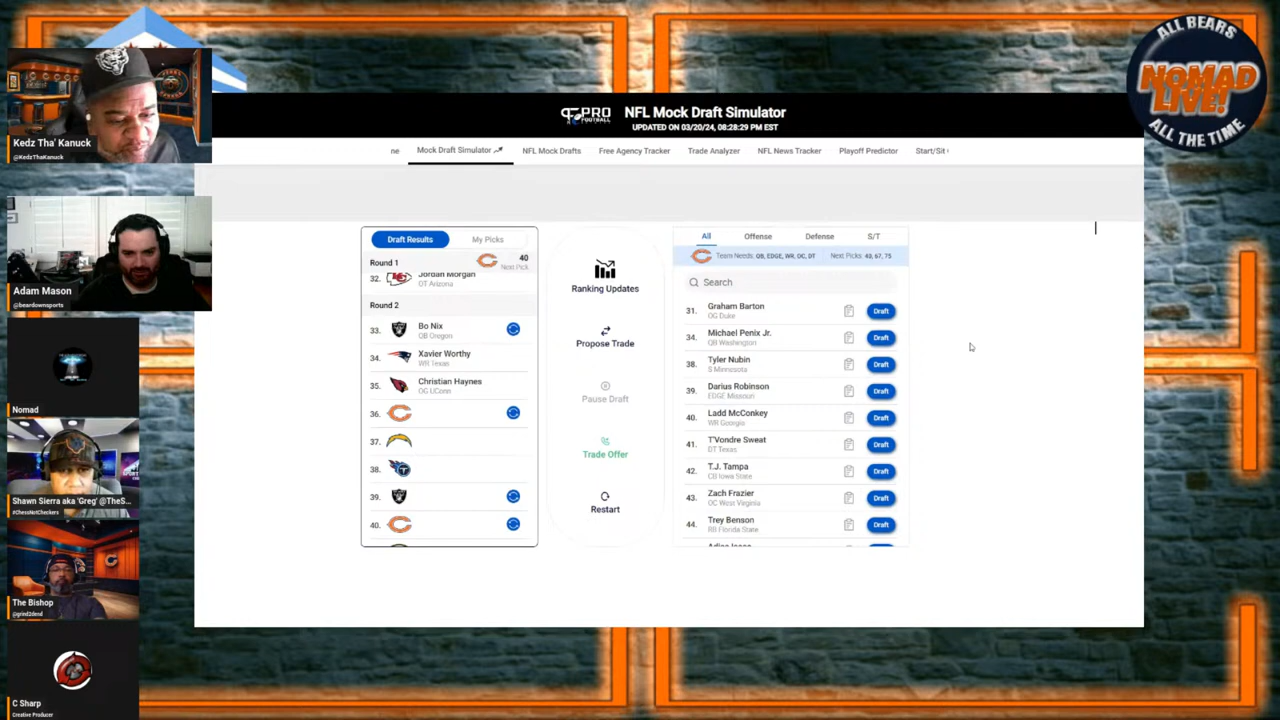 Kedz Tha' Kanuck
@KedzThaKanuck
Adam Mason
@beardownsports
Nomad
Shawn Sierra aka 'Greg' @TheS...
#ChessNotCheckers
The Bishop
@grind2dend
C Sharp
Creative Producer
ALL BEARS
NOMAD
LIVE!
ALL THE TIME
PRO
FOOTBALL
NFL Mock Draft Simulator
UPDATED ON 03/20/24, 08:28:29 PM EST
ne
Mock Draft Simulator
NFL Mock Drafts
Free Agency Tracker
Trade Analyzer
NFL News Tracker
Playoff Predictor
Start/Sit
Draft Results
My Picks
Round 1
40
Next Pick
32. Jordan Morgan
OT Arizona
Round 2
33. Bo Nix
QB Oregon
34. Xavier Worthy
WR Texas
35. Christian Haynes
OG UConn
36.
37.
38.
39.
40.
Ranking Updates
Propose Trade
Pause Draft
Trade Offer
Restart
All
Offense
Defense
S/T
Team Needs: QB, EDGE, WR, OC, DT
Next Picks: 43, 67, 75
Search
31. Graham Barton Draft
OG Duke
34. Michael Penix Jr. Draft
QB Washington
38. Tyler Nubin Draft
S Minnesota
39. Darius Robinson Draft
EDGE Missouri
40. Ladd McConkey Draft
WR Georgia
41. T'Vondre Sweat Draft
DT Texas
42. T.J. Tampa Draft
CB Iowa State
43. Zach Frazier Draft
OC West Virginia
44. Trey Benson Draft
RB Florida State